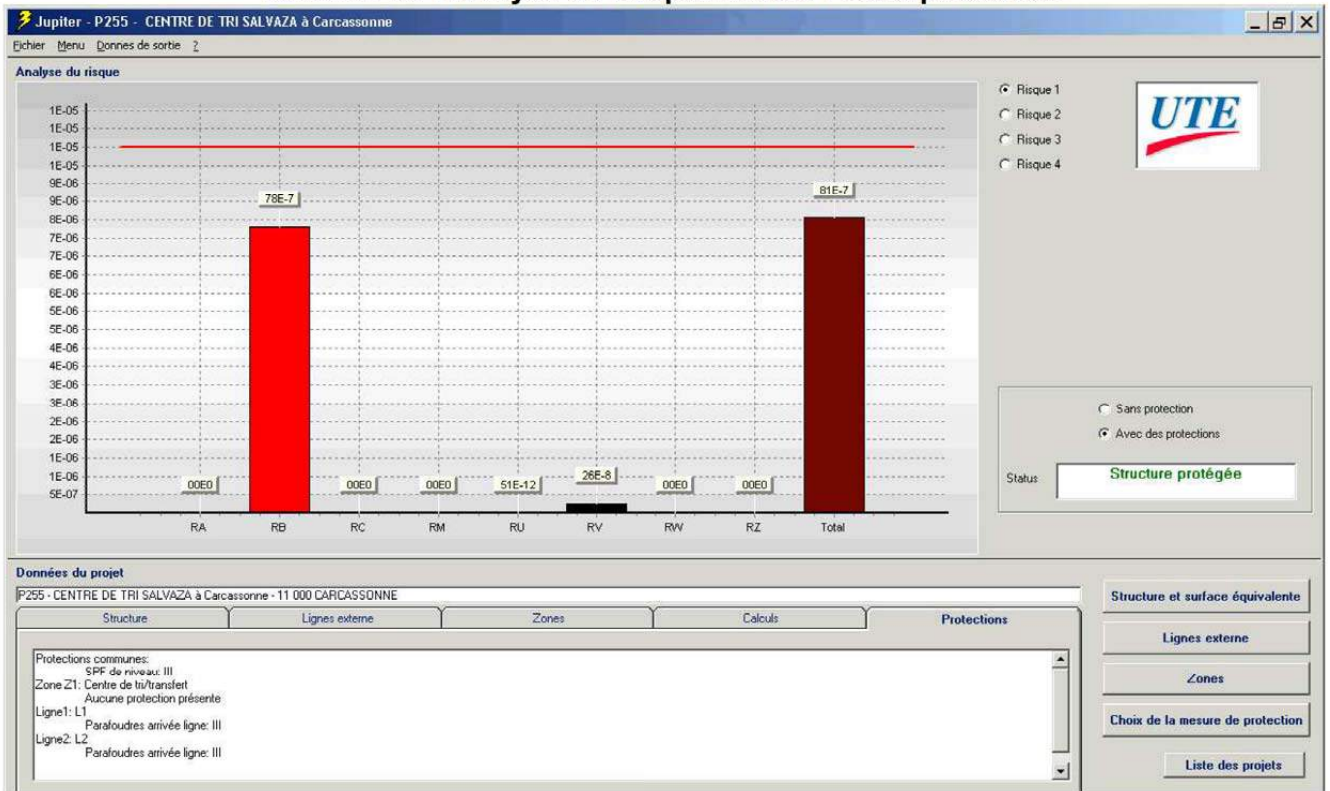 Jupiter - P255 - CENTRE DE TRI SALVAZA à Carcassonne
Fichier Menu Donnes de sortie ?
Analyse du risque
1E-05
1E-05
1E-05
1E-05
9E-06
9E-06
8E-06
7E-06
7E-06
6E-06
6E-06
5E-06
5E-06
4E-06
4E-06
3E-06
3E-06
2E-06
2E-06
1E-06
1E-06
5E-07
00E0
78E-7
00E0
00E0
51E-12
26E-8
00E0
00E0
81E-7
RA RB RC RM RU RV RW RZ Total
Risque 1
Risque 2
Risque 3
Risque 4
UTE
Sans protection
Avec des protections
Status Structure protégée
Données du projet
P255 - CENTRE DE TRI SALVAZA à Carcassonne - 11 000 CARCASSONNE
Structure Lignes externe Zones Calculs Protections
Protections communes:
SPF de niveau: III
Zone Z1: Centre de tri/transfert
Aucune protection présente
Ligne1: L1
Parafoudres arrivée ligne: III
Ligne2: L2
Parafoudres arrivée ligne: III
Structure et surface équivalente
Lignes externe
Zones
Choix de la mesure de protection
Liste des projets